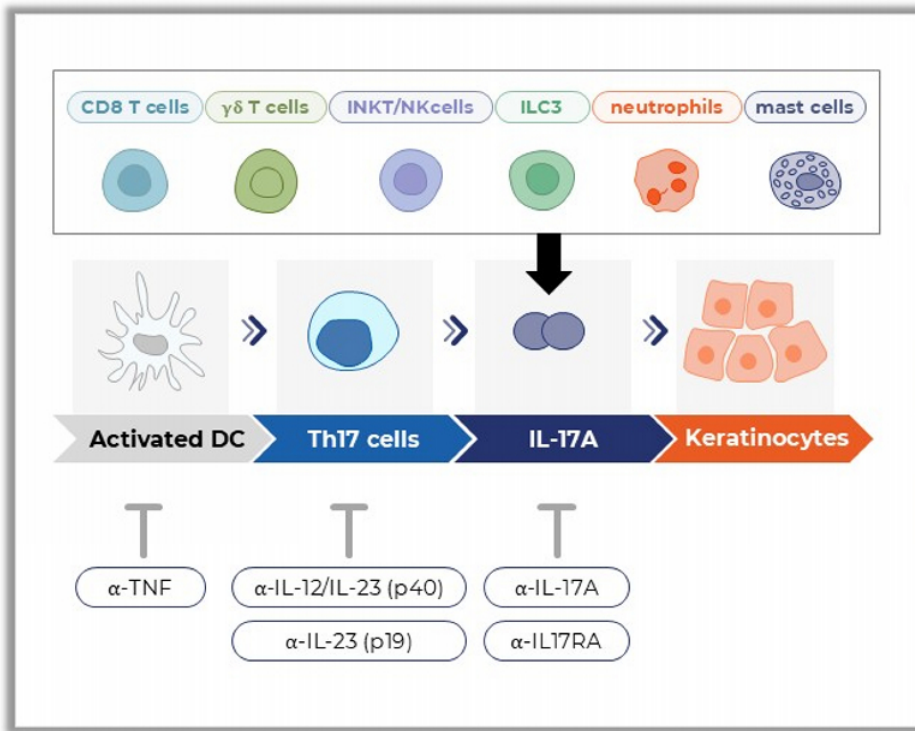 CD8 T cells
γδ T cells
INKT/NKcells
ILC3
neutrophils
mast cells
Activated DC
Th17 cells
IL-17A
Keratinocytes
α-TNF
α-IL-12/IL-23 (p40)
α-IL-17A
α-IL-23 (p19)
α-IL17RA